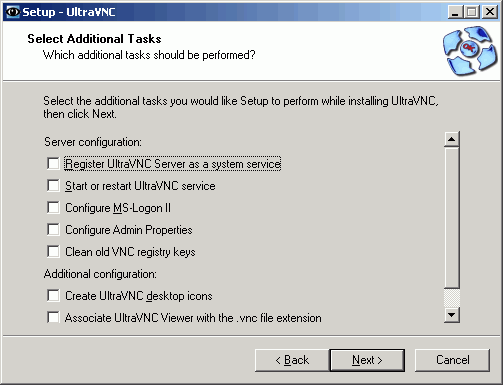 Setup - UltraVNC
Select Additional Tasks
Which additional tasks should be performed?
Select the additional tasks you would like Setup to perform while installing UltraVNC,
then click Next.
Server configuration:
Register UltraVNC Server as a system service
Start or restart UltraVNC service
Configure MS-Logon II
Configure Admin Properties
Clean old VNC registry keys
Additional configuration:
Create UltraVNC desktop icons
Associate UltraVNC Viewer with the .vnc file extension
< Back
Next >
Cancel